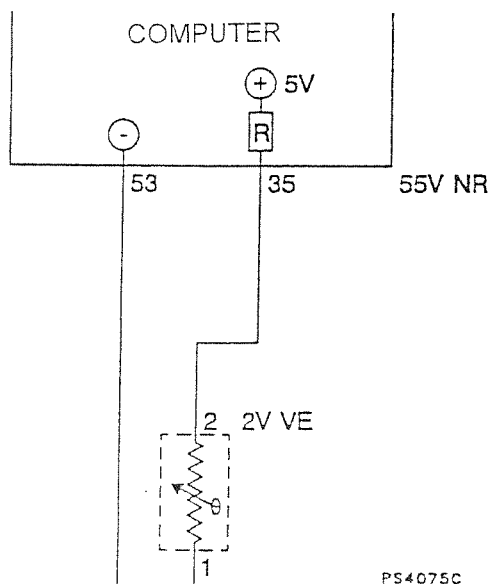 COMPUTER
+ 5V
-
R
53 35 55V NR
2 2V VE
θ
1
PS4075C